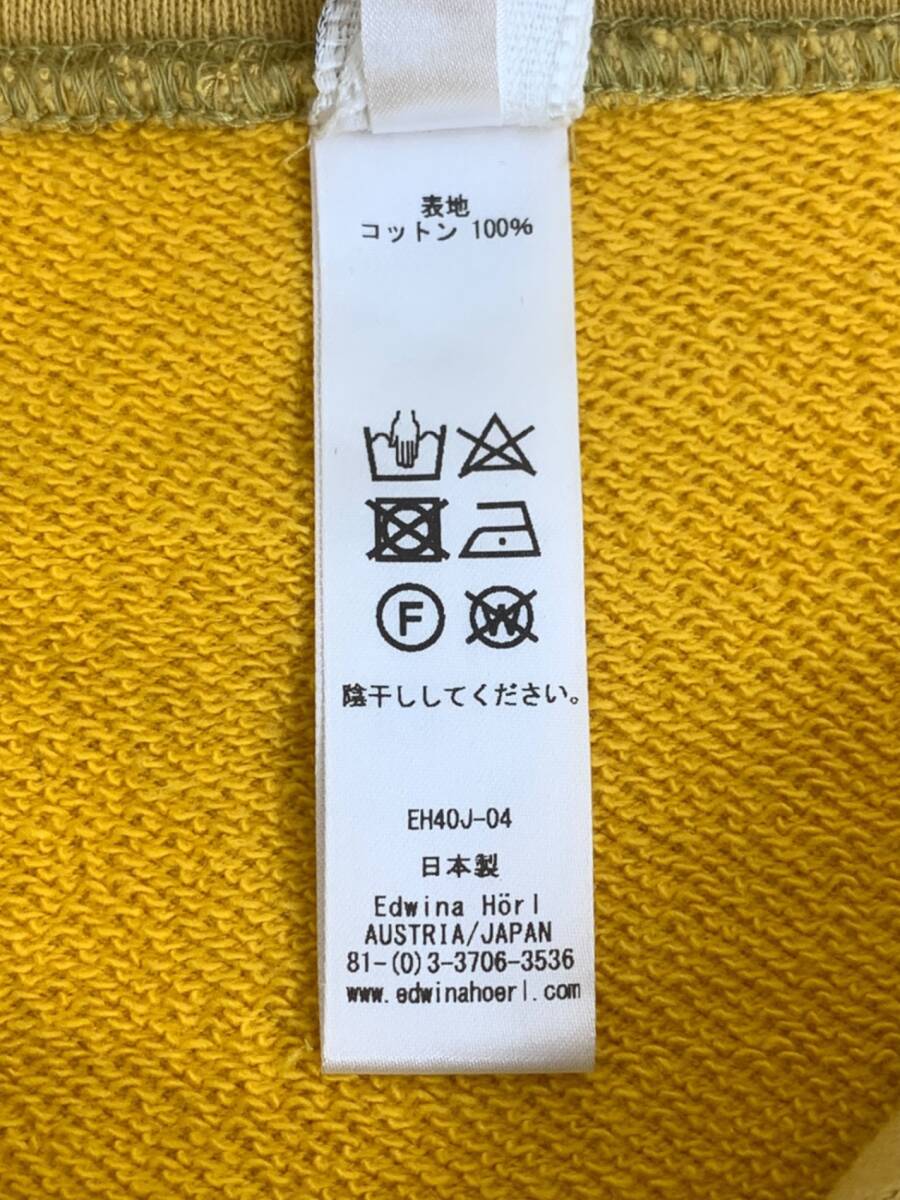 表地
コットン 100%
F W
陰干ししてください。
EH40J-04
日本製
Edwina Hörl
AUSTRIA/JAPAN
81-(0)3-3706-3536
www.edwinahoerl.com